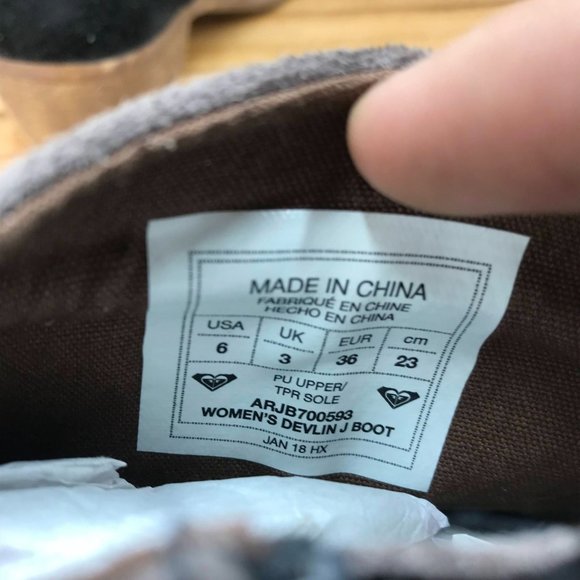 MADE IN CHINA
FABRIQUÉ EN CHINE
HECHO EN CHINA
USA UK EUR cm
6 3 36 23
PU UPPER/
TPR SOLE
ARJB700593
WOMEN'S DEVLIN J BOOT
JAN 18 HX